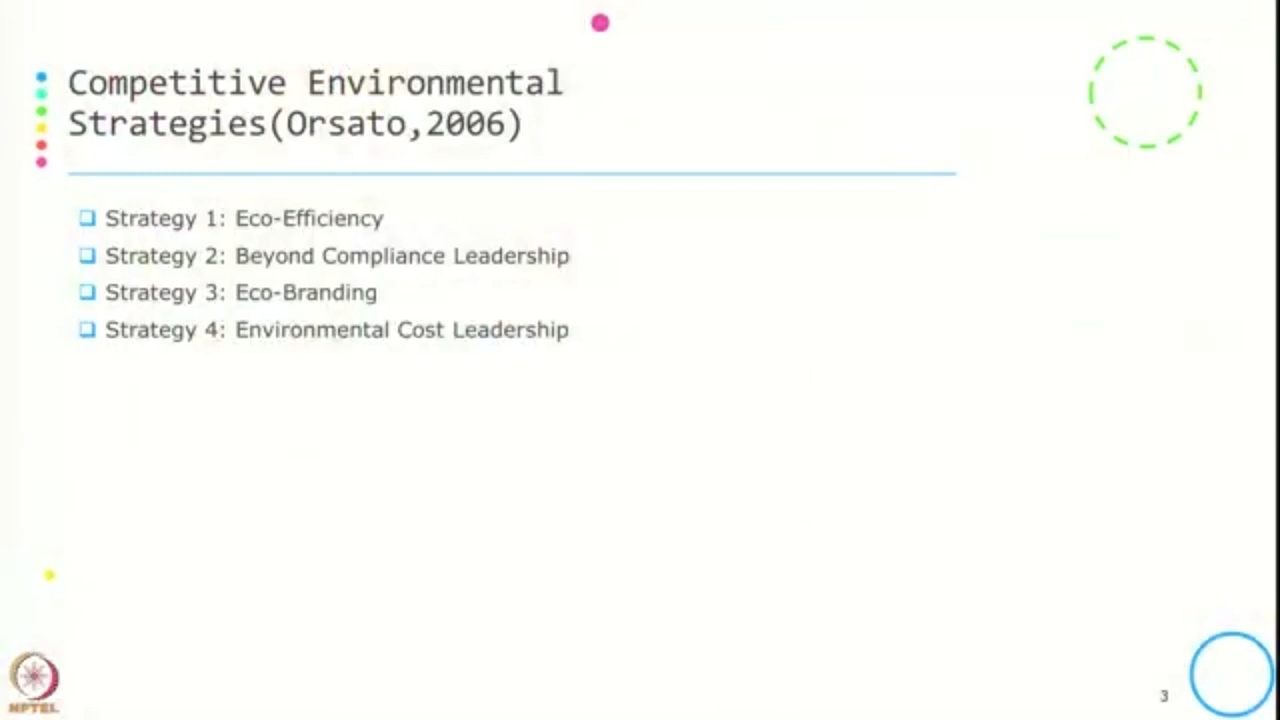 Competitive Environmental
Strategies(Orsato,2006)
Strategy 1: Eco-Efficiency
Strategy 2: Beyond Compliance Leadership
Strategy 3: Eco-Branding
Strategy 4: Environmental Cost Leadership
NPTEL
3